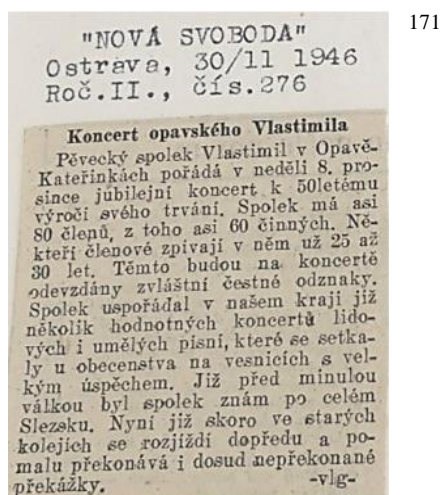 171
"NOVÁ SVOBODA"
Ostrava, 30/11 1946
Roč.II., čís.276
Koncert opavského Vlastimila
Pěvecký spolek Vlastimil v Opavě-
Kateřinkách pořádá v neděli 8. pro-
since jubilejní koncert k 50letému
výročí svého trvání. Spolek má asi
80 členů, z toho asi 60 činných. Ně-
kteří členové zpívají v něm už 25 až
30 let. Těmto budou na koncertě
odevzdány zvláštní čestné odznaky.
Spolek uspořádal v našem kraji již
několik hodnotných koncertů lido-
vých i umělých písní, které se setka-
ly u obecenstva na vesnicích s vel-
kým úspěchem. Již před minulou
válkou byl spolek znám po celém
Slezsku. Nyní již skoro ve starých
kolejích se rozjíždí dopředu a po-
malu překonává i dosud nepřekonané
překážky. -vlg-